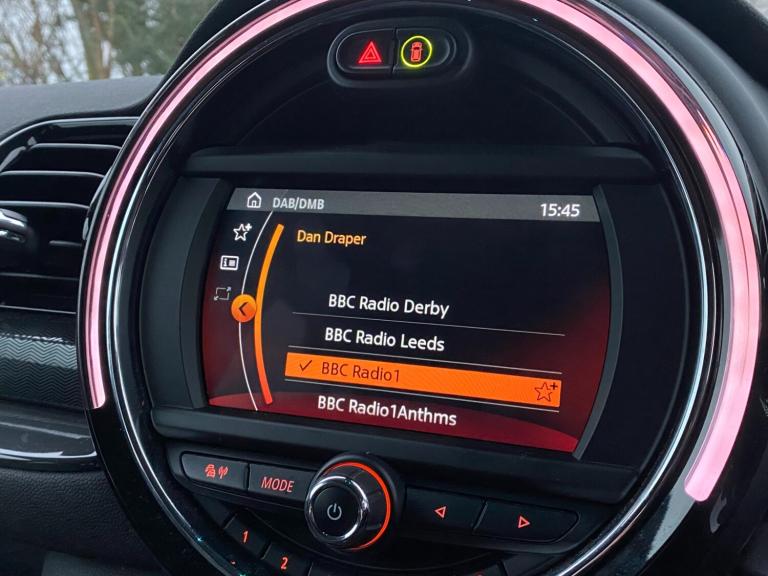 DAB/DMB
15:45
Dan Draper
BBC Radio Derby
BBC Radio Leeds
BBC Radio1
BBC Radio1Anthms
MODE
1
2